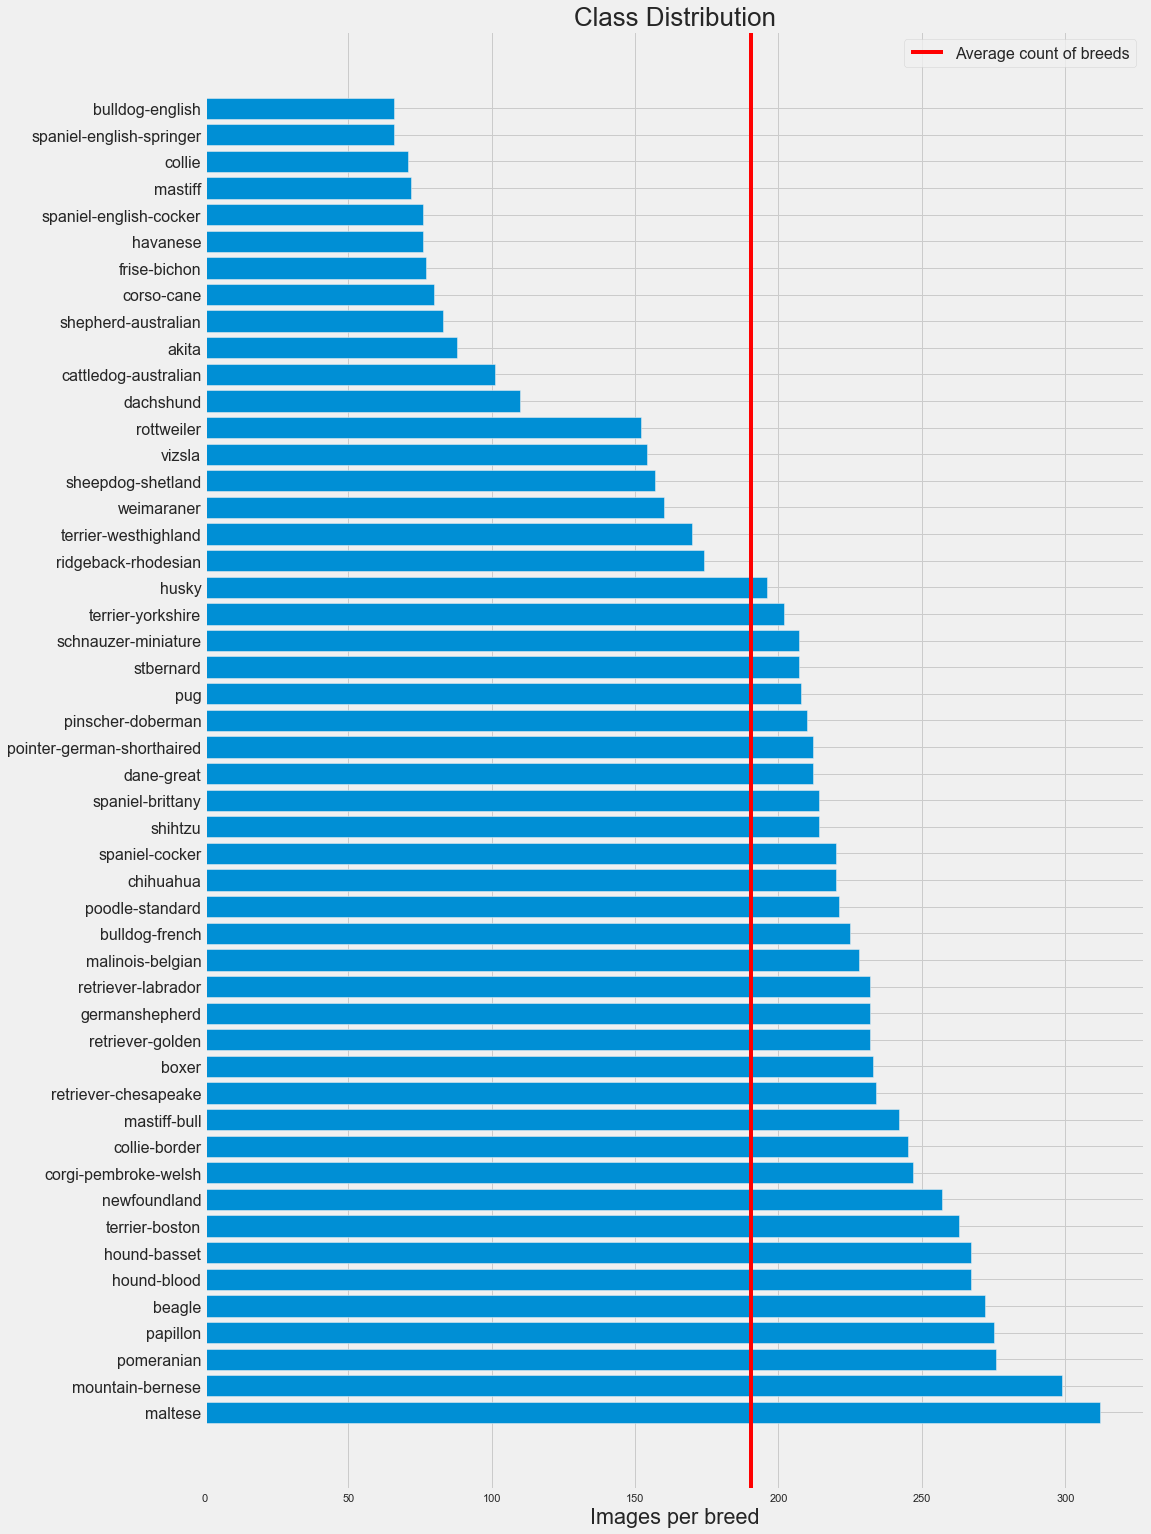 Class Distribution
Average count of breeds
bulldog-english
spaniel-english-springer
collie
mastiff
spaniel-english-cocker
havanese
frise-bichon
corso-cane
shepherd-australian
akita
cattledog-australian
dachshund
rottweiler
vizsla
sheepdog-shetland
weimaraner
terrier-westhighland
ridgeback-rhodesian
husky
terrier-yorkshire
schnauzer-miniature
stbernard
pug
pinscher-doberman
pointer-german-shorthaired
dane-great
spaniel-brittany
shihtzu
spaniel-cocker
chihuahua
poodle-standard
bulldog-french
malinois-belgian
retriever-labrador
germanshepherd
retriever-golden
boxer
retriever-chesapeake
mastiff-bull
collie-border
corgi-pembroke-welsh
newfoundland
terrier-boston
hound-basset
hound-blood
beagle
papillon
pomeranian
mountain-bernese
maltese
0 50 100 150 200 250 300
Images per breed